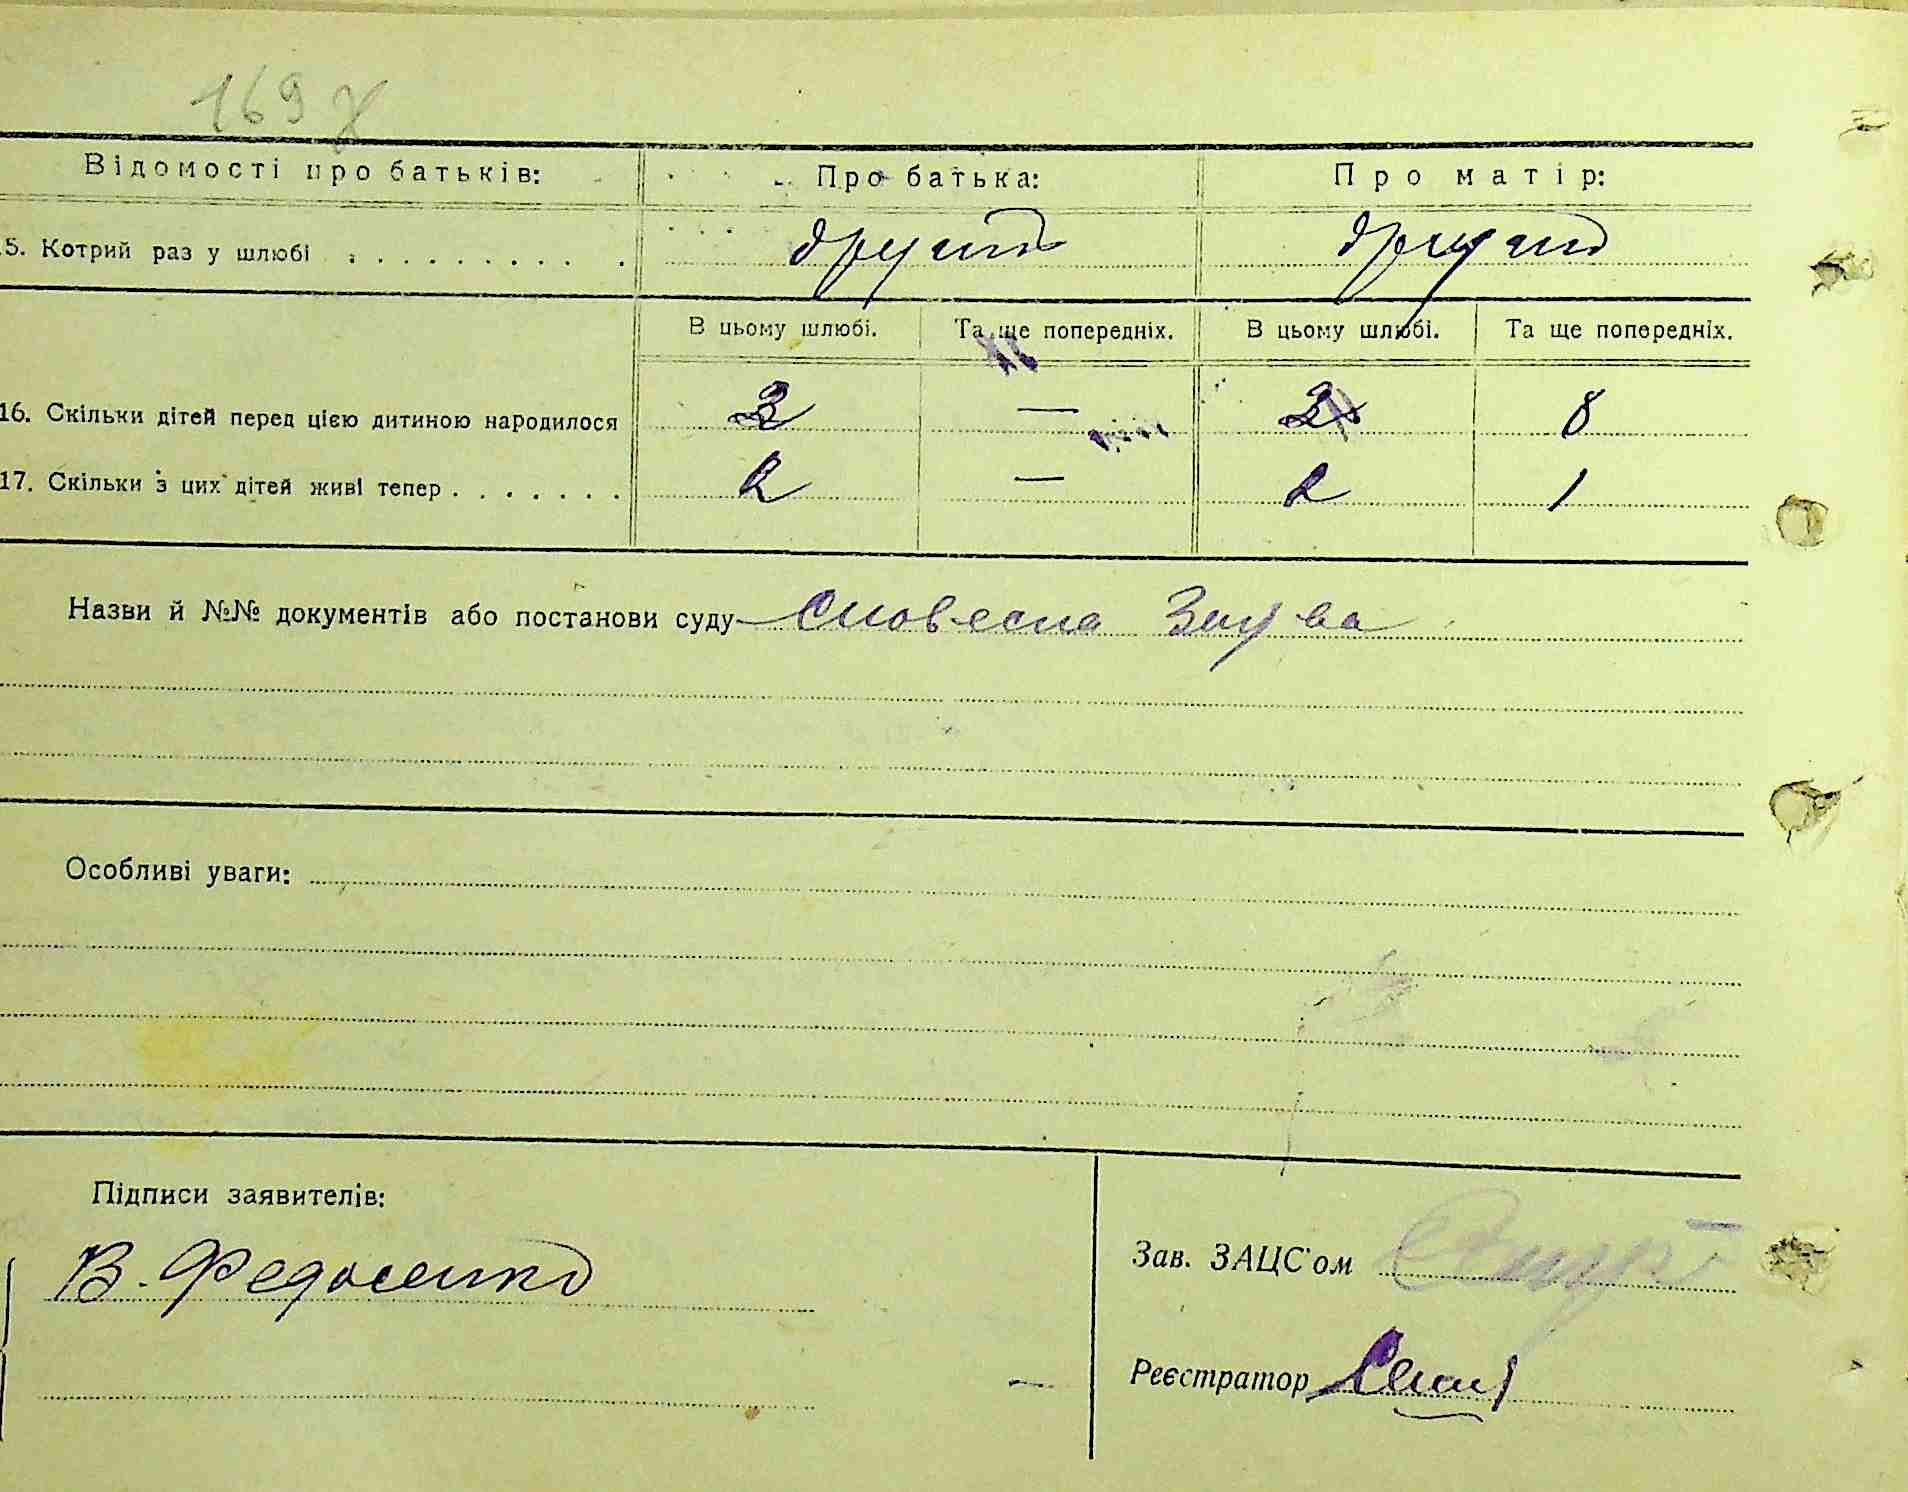 169
Відомості про батьків: Про батька: Про матір:
5. Котрий раз у шлюбі другий другий
В цьому шлюбі. Та ще попередніх. В цьому шлюбі. Та ще попередніх.
16. Скільки дітей перед цією дитиною народилося — 8
17. Скільки з цих дітей живі тепер 2 — 2 1
Назви й №№ документів або постанови суду Словесна Заява
Особливі уваги:
Підписи заявителів:
В. Федосенко
Зав. ЗАЦС'ом
Реєстратор